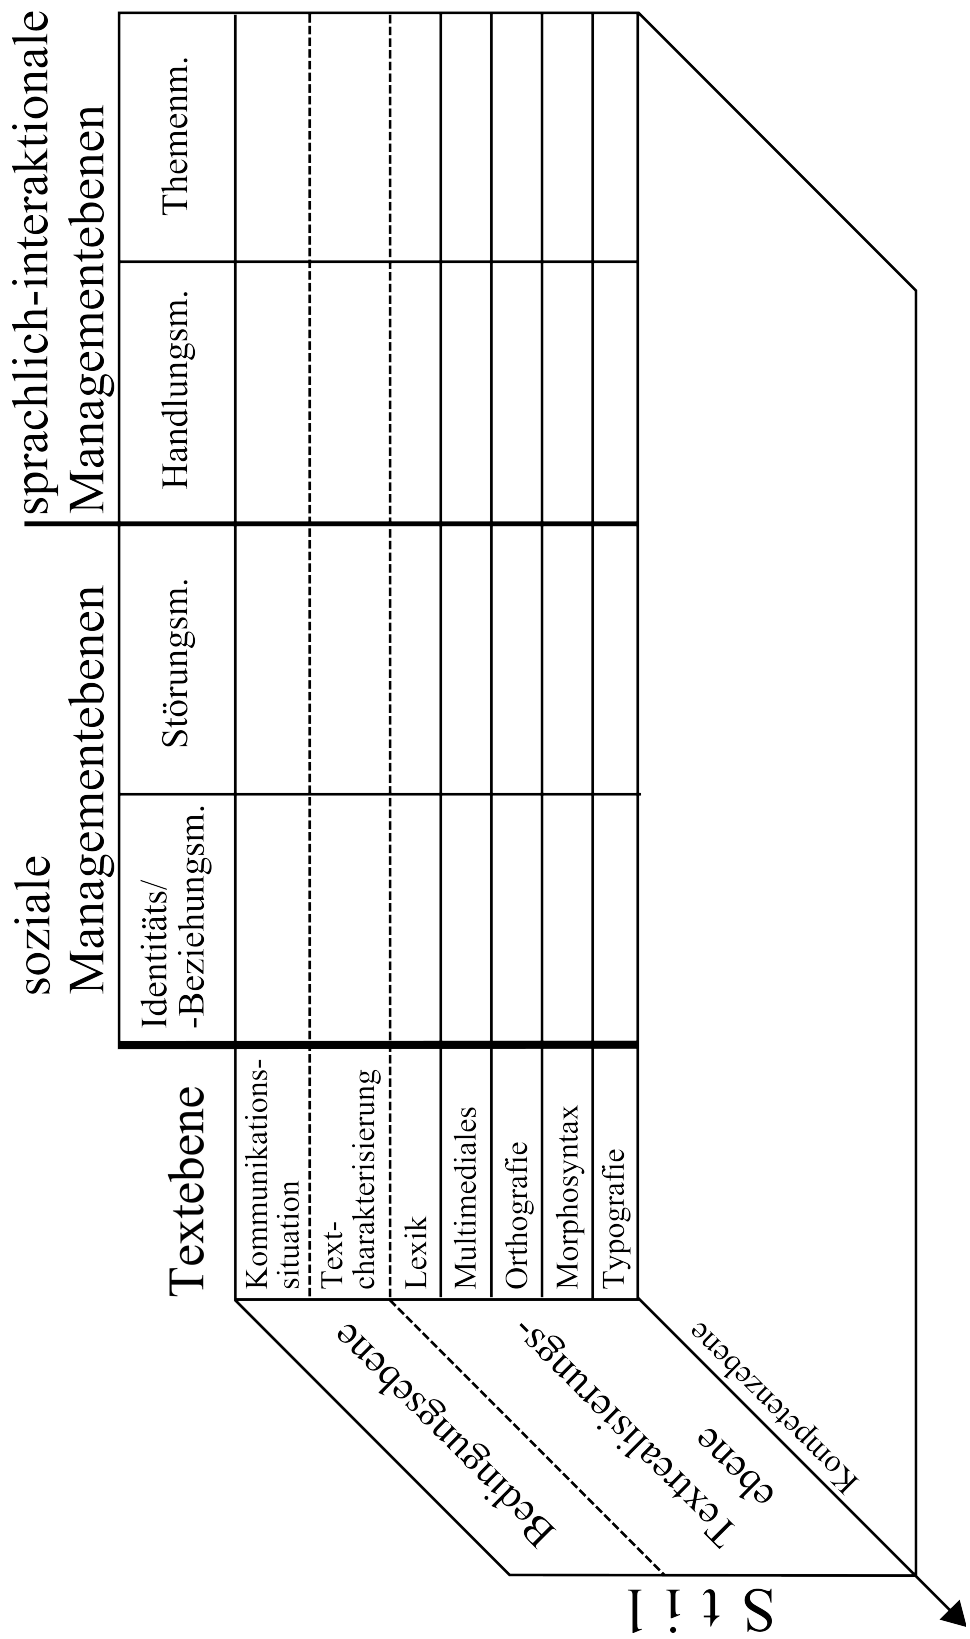 soziale
Managementebenen
sprachlich-interaktionale
Managementebenen
Textebene
Identitäts/
-Beziehungsm.
Störungsm.
Handlungsm.
Themenm.
Kommunikations-
situation
Text-
charakterisierung
Lexik
Multimediales
Orthografie
Morphosyntax
Typografie
Bedingungsebene
Textrealisierungs-
ebene
Kompetenzebene
Stil